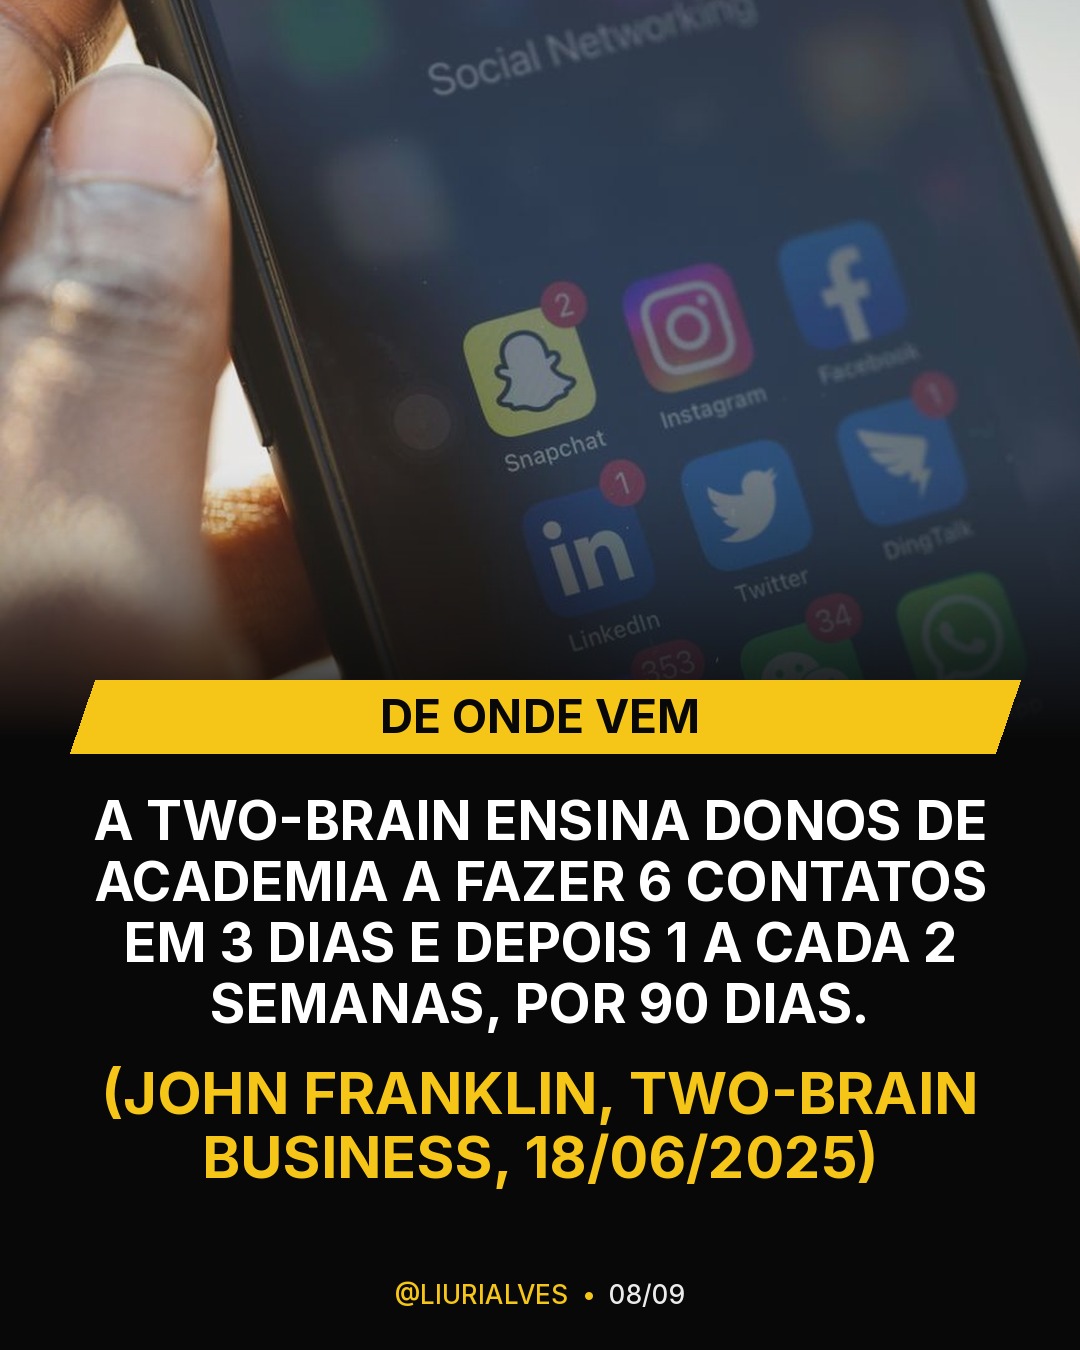 Social Networking
2
Snapchat
Instagram
Facebook
1
1
in
LinkedIn
Twitter
DingTalk
353
34
DE ONDE VEM
A TWO-BRAIN ENSINA DONOS DE
ACADEMIA A FAZER 6 CONTATOS
EM 3 DIAS E DEPOIS 1 A CADA 2
SEMANAS, POR 90 DIAS.
(JOHN FRANKLIN, TWO-BRAIN
BUSINESS, 18/06/2025)
@LIURIALVES • 08/09